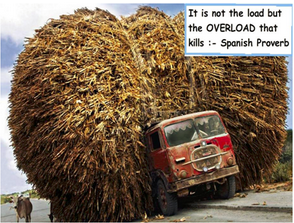 It is not the load but
the OVERLOAD that
kills :- Spanish Proverb